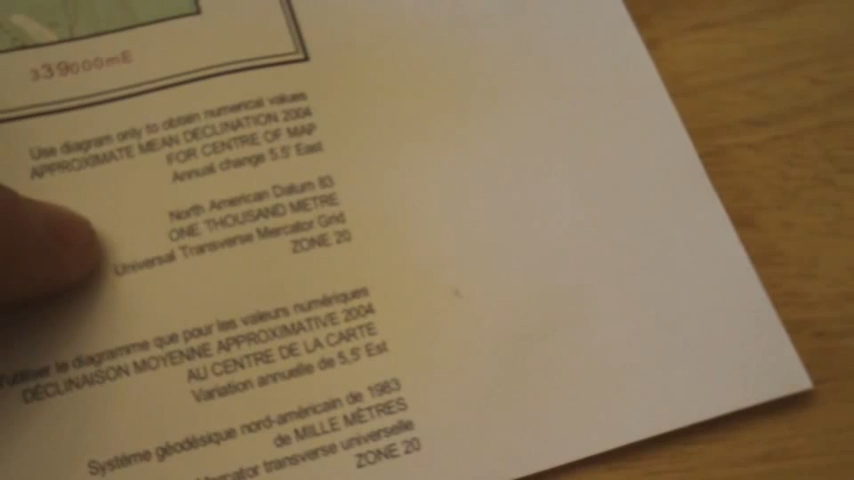 339000mE
Use diagram only to obtain numerical values
APPROXIMATE MEAN DECLINATION 2004
FOR CENTRE OF MAP
Annual change 5.5' East
North American Datum 83
ONE THOUSAND METRE
Universal Transverse Mercator Grid
ZONE 20
N'utiliser le diagramme que pour les valeurs numériques
DÉCLINAISON MOYENNE APPROXIMATIVE 2004
AU CENTRE DE LA CARTE
Variation annuelle de 5,5' Est
Système géodésique nord-américain de 1983
de MILLE MÈTRES
Mercator transverse universelle
ZONE 20